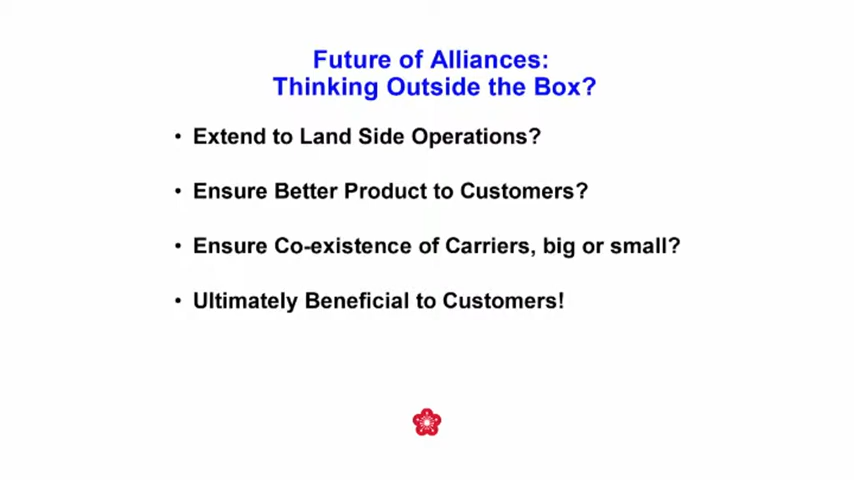 Future of Alliances:
Thinking Outside the Box?
• Extend to Land Side Operations?
• Ensure Better Product to Customers?
• Ensure Co-existence of Carriers, big or small?
• Ultimately Beneficial to Customers!